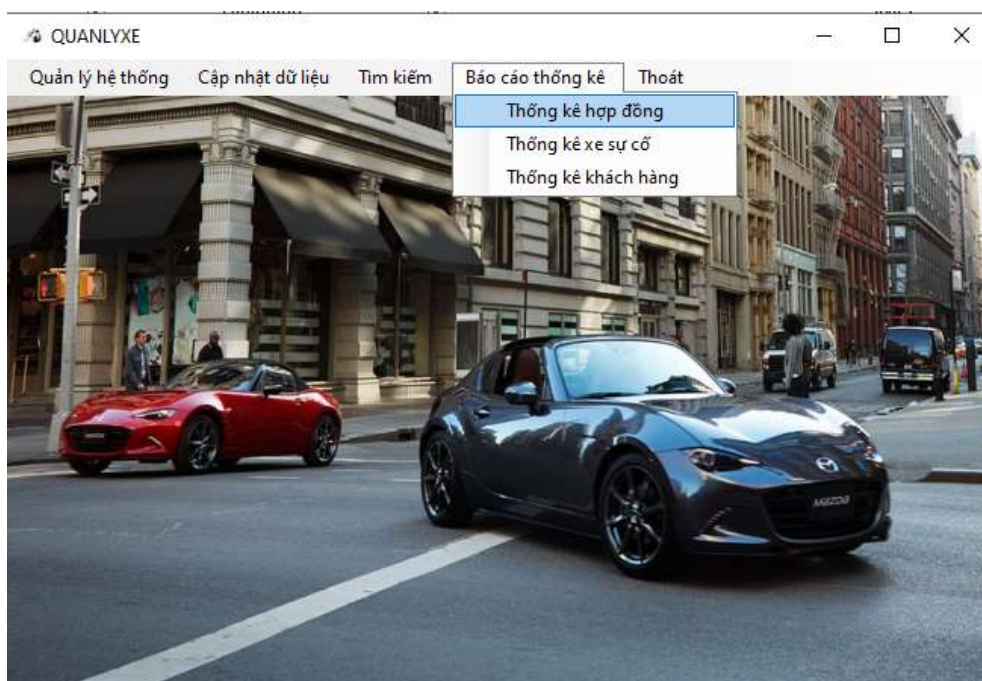 QUANLYXE
Quản lý hệ thống Cập nhật dữ liệu Tìm kiếm Báo cáo thống kê Thoát
Thống kê hợp đồng
Thống kê xe sự cố
Thống kê khách hàng
MAZDA